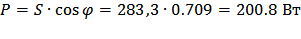 P = S · cos φ = 283,3 · 0.709 = 200.8 Вт